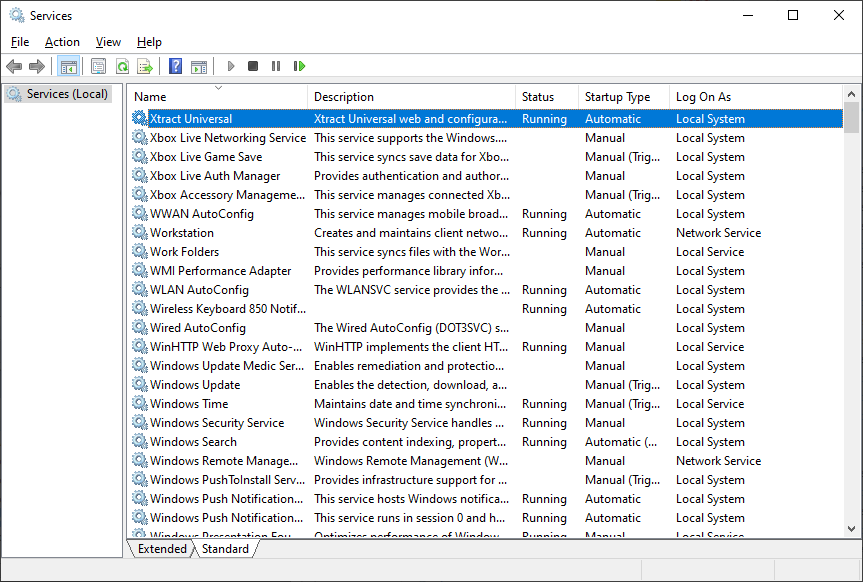 Services
File Action View Help
Services (Local)
Name Description Status Startup Type Log On As
Xtract Universal Xtract Universal web and configura... Running Automatic Local System
Xbox Live Networking Service This service supports the Windows.... Manual Local System
Xbox Live Game Save This service syncs save data for Xbo... Manual (Trig... Local System
Xbox Live Auth Manager Provides authentication and author... Manual Local System
Xbox Accessory Manageme... This service manages connected Xb... Manual (Trig... Local System
WWAN AutoConfig This service manages mobile broad... Running Automatic Local System
Workstation Creates and maintains client netwo... Running Automatic Network Service
Work Folders This service syncs files with the Wor... Manual Local Service
WMI Performance Adapter Provides performance library infor... Manual Local System
WLAN AutoConfig The WLANSVC service provides the ... Running Automatic Local System
Wireless Keyboard 850 Notif... Running Automatic Local System
Wired AutoConfig The Wired AutoConfig (DOT3SVC) s... Manual Local System
WinHTTP Web Proxy Auto-... WinHTTP implements the client HT... Running Manual Local Service
Windows Update Medic Ser... Enables remediation and protectio... Manual Local System
Windows Update Enables the detection, download, a... Manual (Trig... Local System
Windows Time Maintains date and time synchroni... Running Manual (Trig... Local Service
Windows Security Service Windows Security Service handles ... Running Manual Local System
Windows Search Provides content indexing, propert... Running Automatic (... Local System
Windows Remote Manage... Windows Remote Management (W... Manual Network Service
Windows PushToInstall Serv... Provides infrastructure support for ... Manual (Trig... Local System
Windows Push Notification... This service hosts Windows notifica... Running Automatic Local System
Windows Push Notification... This service runs in session 0 and h... Running Automatic Local System
Windows Presentation Fou... Optimizes performance of Window... Manual Local Service
Extended Standard